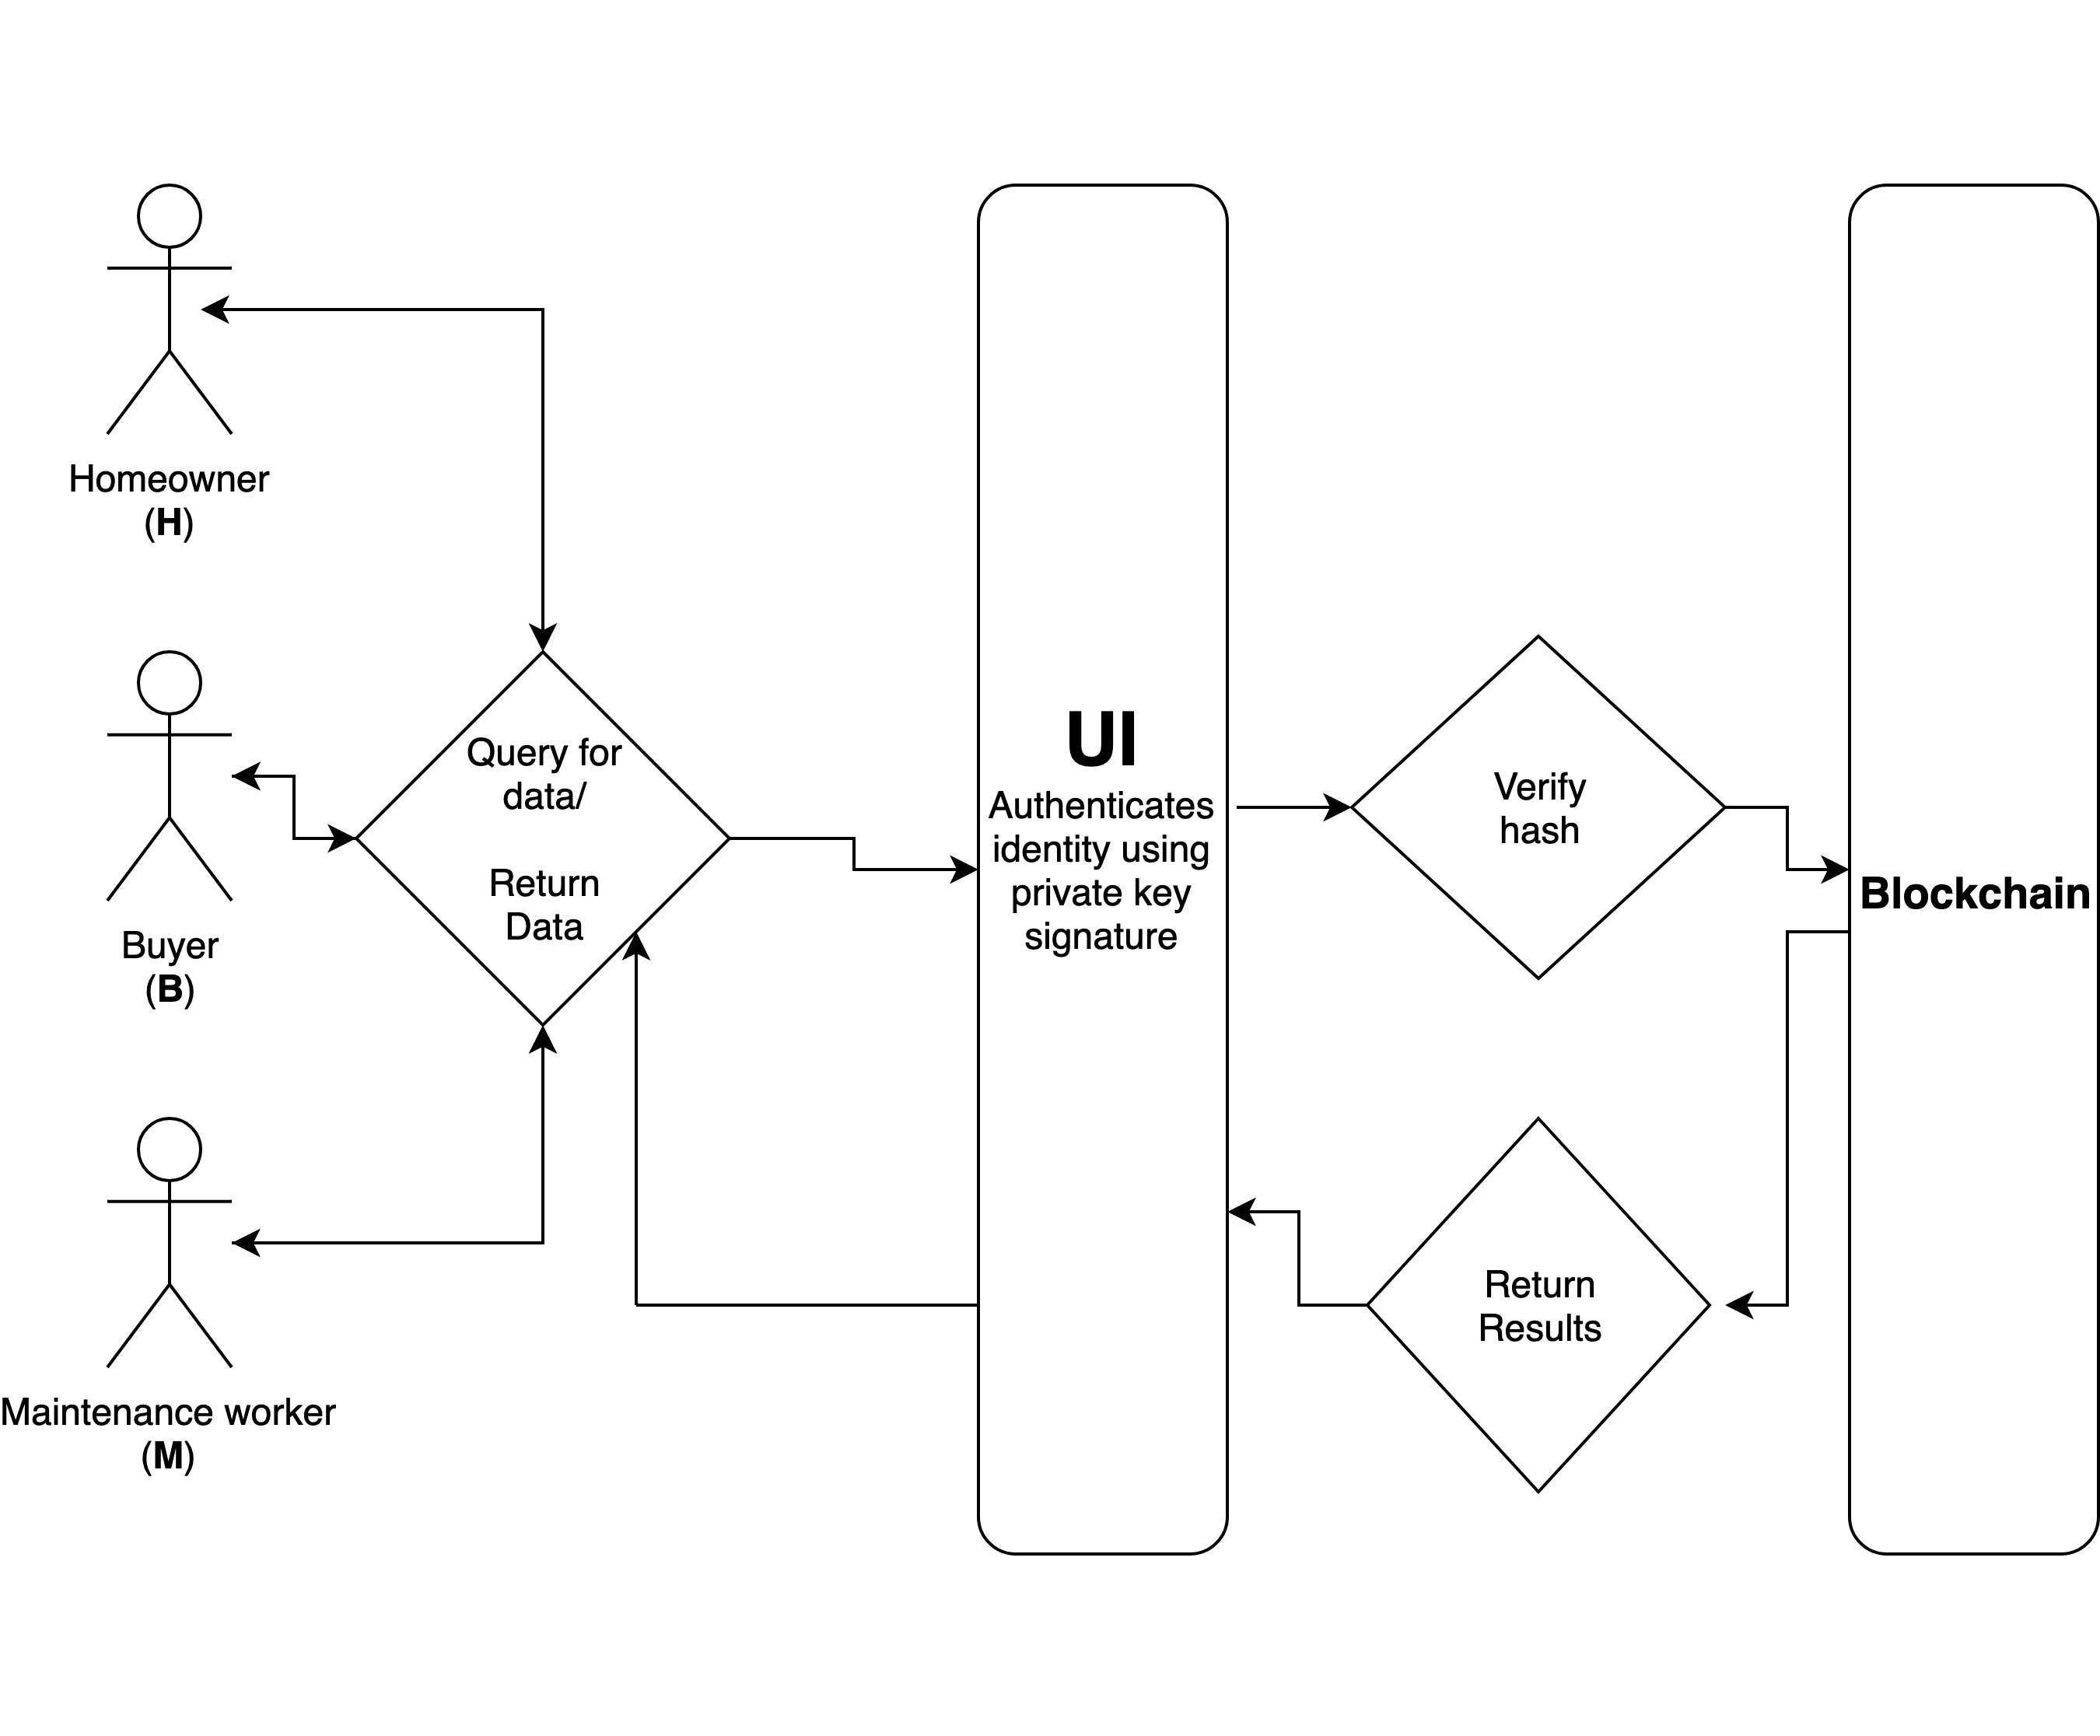 Homeowner
(H)
Buyer
(B)
Maintenance worker
(M)
Query for
data/
Return
Data
UI
Authenticates
identity using
private key
signature
Verify
hash
Return
Results
Blockchain